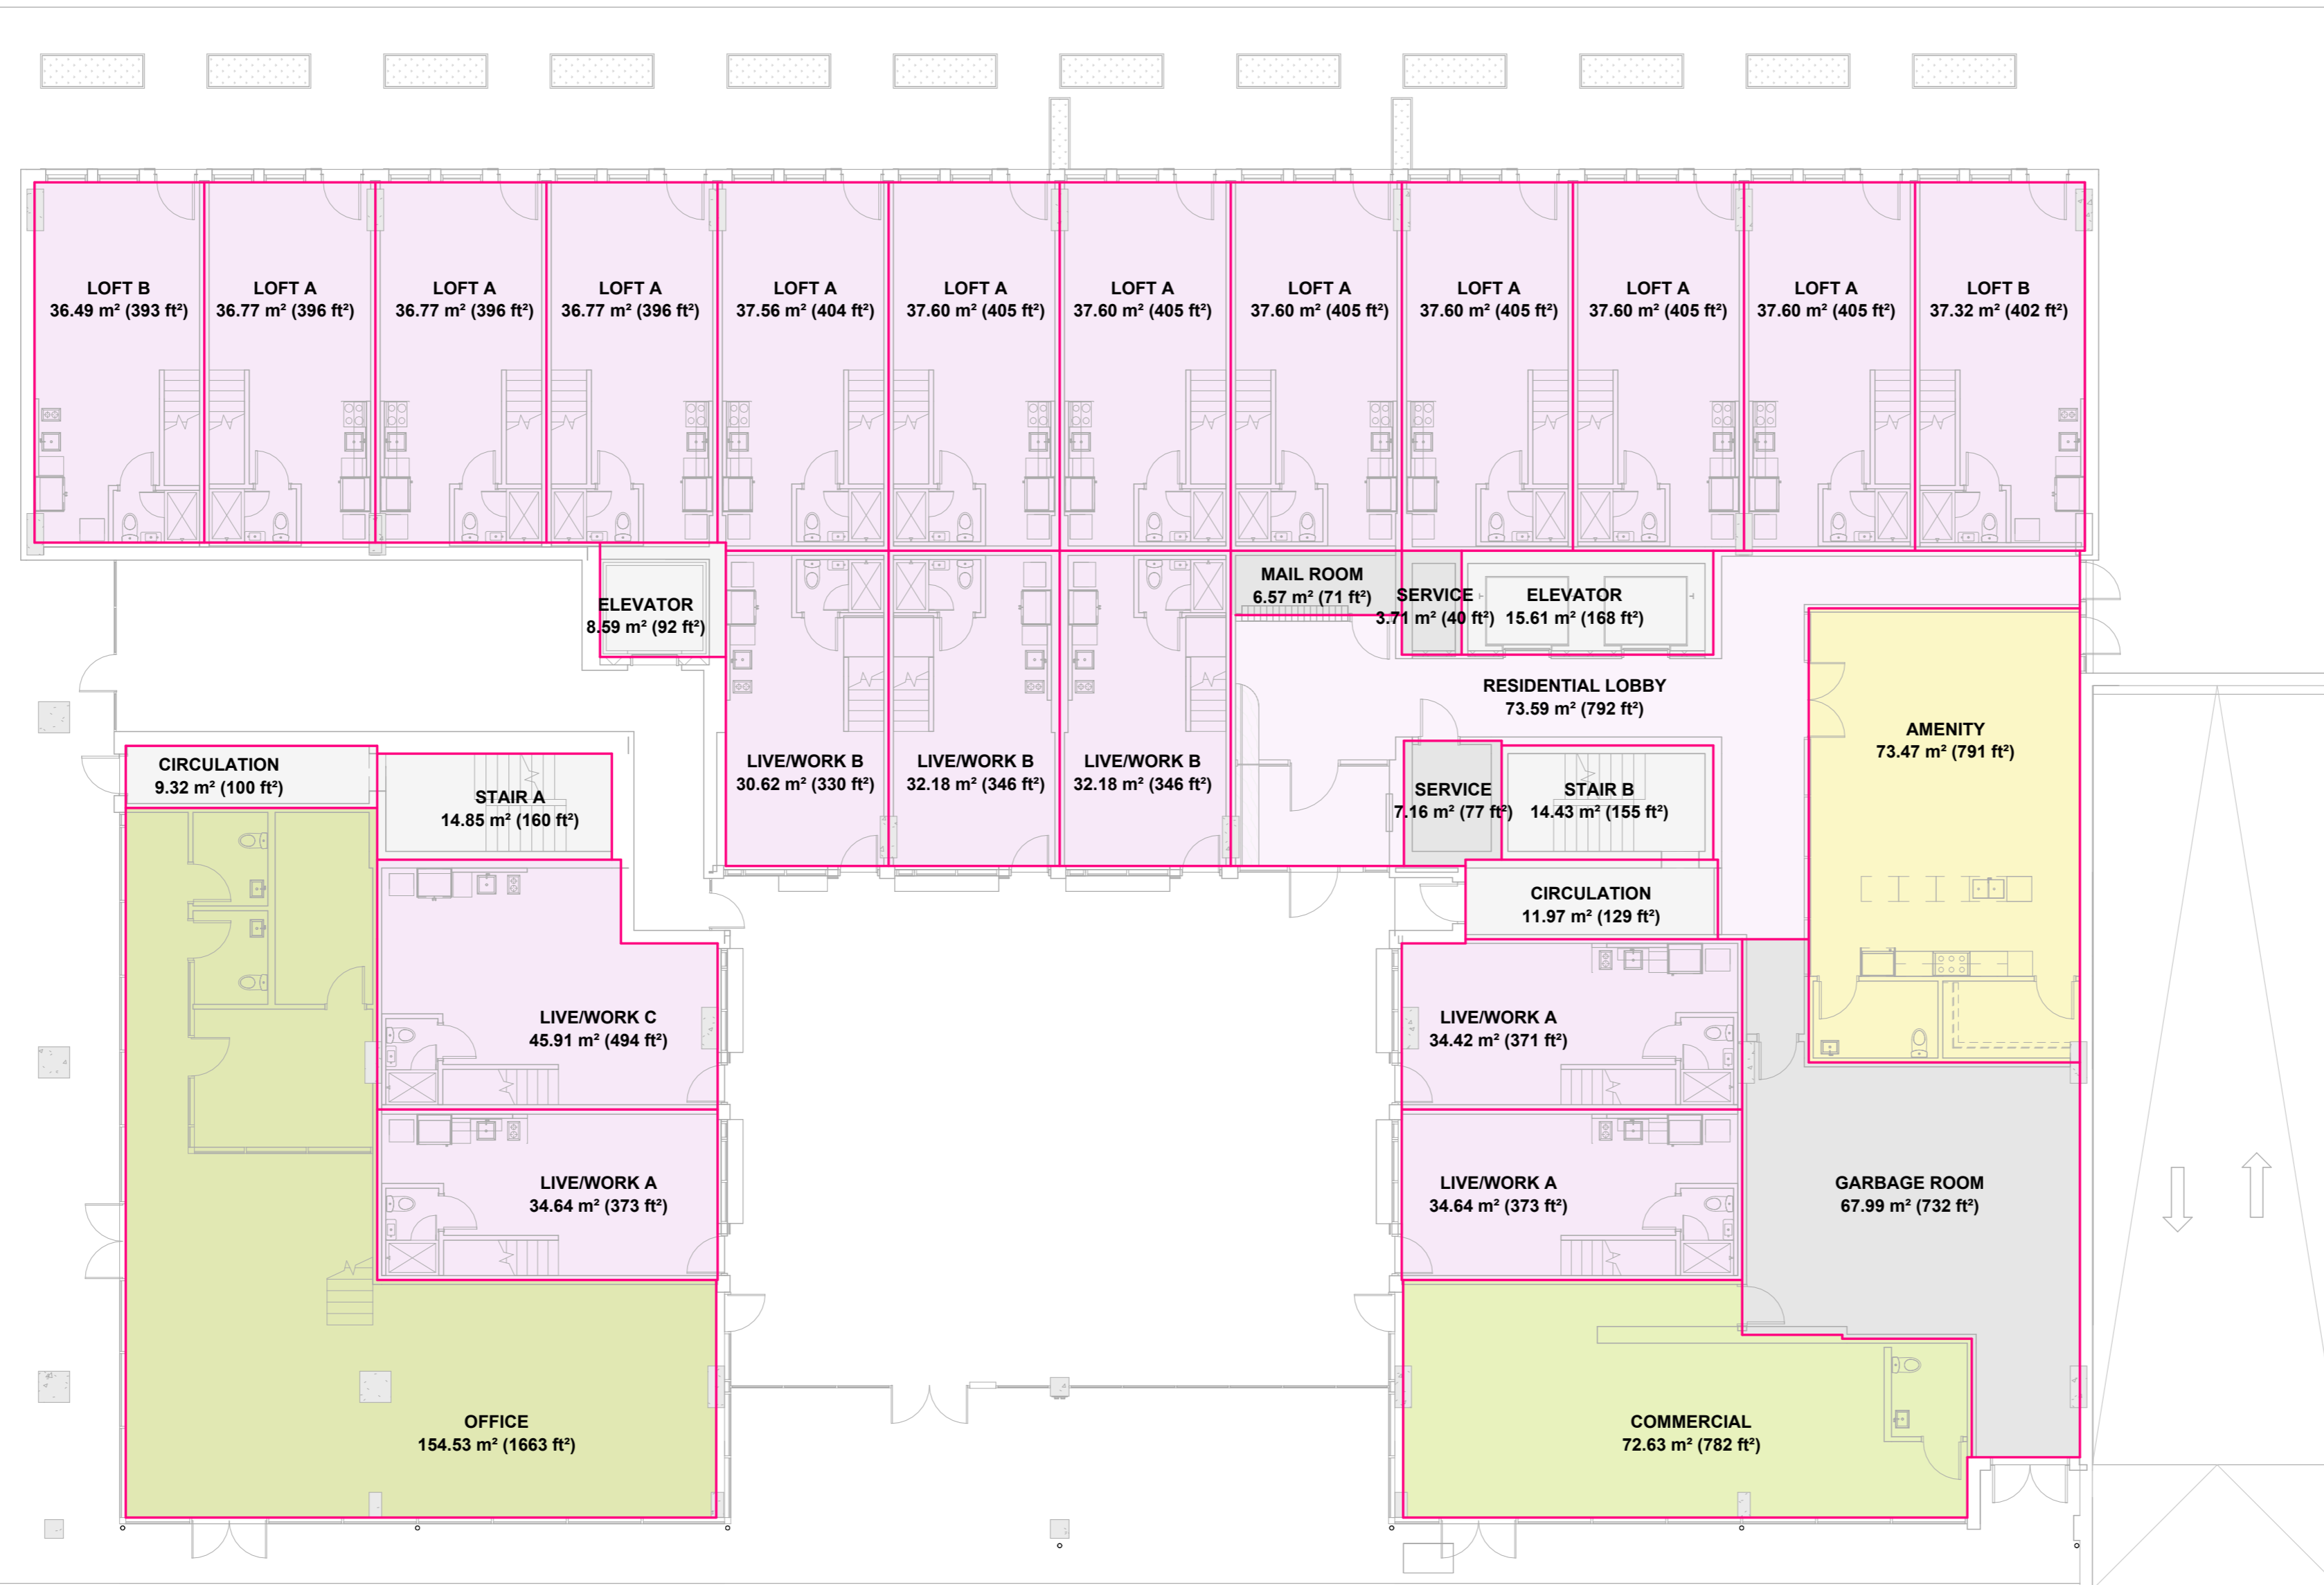 LOFT B
36.49 m² (393 ft²)
LOFT A
36.77 m² (396 ft²)
LOFT A
36.77 m² (396 ft²)
LOFT A
36.77 m² (396 ft²)
LOFT A
37.56 m² (404 ft²)
LOFT A
37.60 m² (405 ft²)
LOFT A
37.60 m² (405 ft²)
LOFT A
37.60 m² (405 ft²)
LOFT A
37.60 m² (405 ft²)
LOFT A
37.60 m² (405 ft²)
LOFT A
37.60 m² (405 ft²)
LOFT B
37.32 m² (402 ft²)
ELEVATOR
8.59 m² (92 ft²)
MAIL ROOM
6.57 m² (71 ft²)
SERVICE
3.71 m² (40 ft²)
ELEVATOR
15.61 m² (168 ft²)
RESIDENTIAL LOBBY
73.59 m² (792 ft²)
AMENITY
73.47 m² (791 ft²)
CIRCULATION
9.32 m² (100 ft²)
STAIR A
14.85 m² (160 ft²)
LIVE/WORK B
30.62 m² (330 ft²)
LIVE/WORK B
32.18 m² (346 ft²)
LIVE/WORK B
32.18 m² (346 ft²)
SERVICE
7.16 m² (77 ft²)
STAIR B
14.43 m² (155 ft²)
CIRCULATION
11.97 m² (129 ft²)
LIVE/WORK C
45.91 m² (494 ft²)
LIVE/WORK A
34.42 m² (371 ft²)
LIVE/WORK A
34.64 m² (373 ft²)
LIVE/WORK A
34.64 m² (373 ft²)
GARBAGE ROOM
67.99 m² (732 ft²)
OFFICE
154.53 m² (1663 ft²)
COMMERCIAL
72.63 m² (782 ft²)